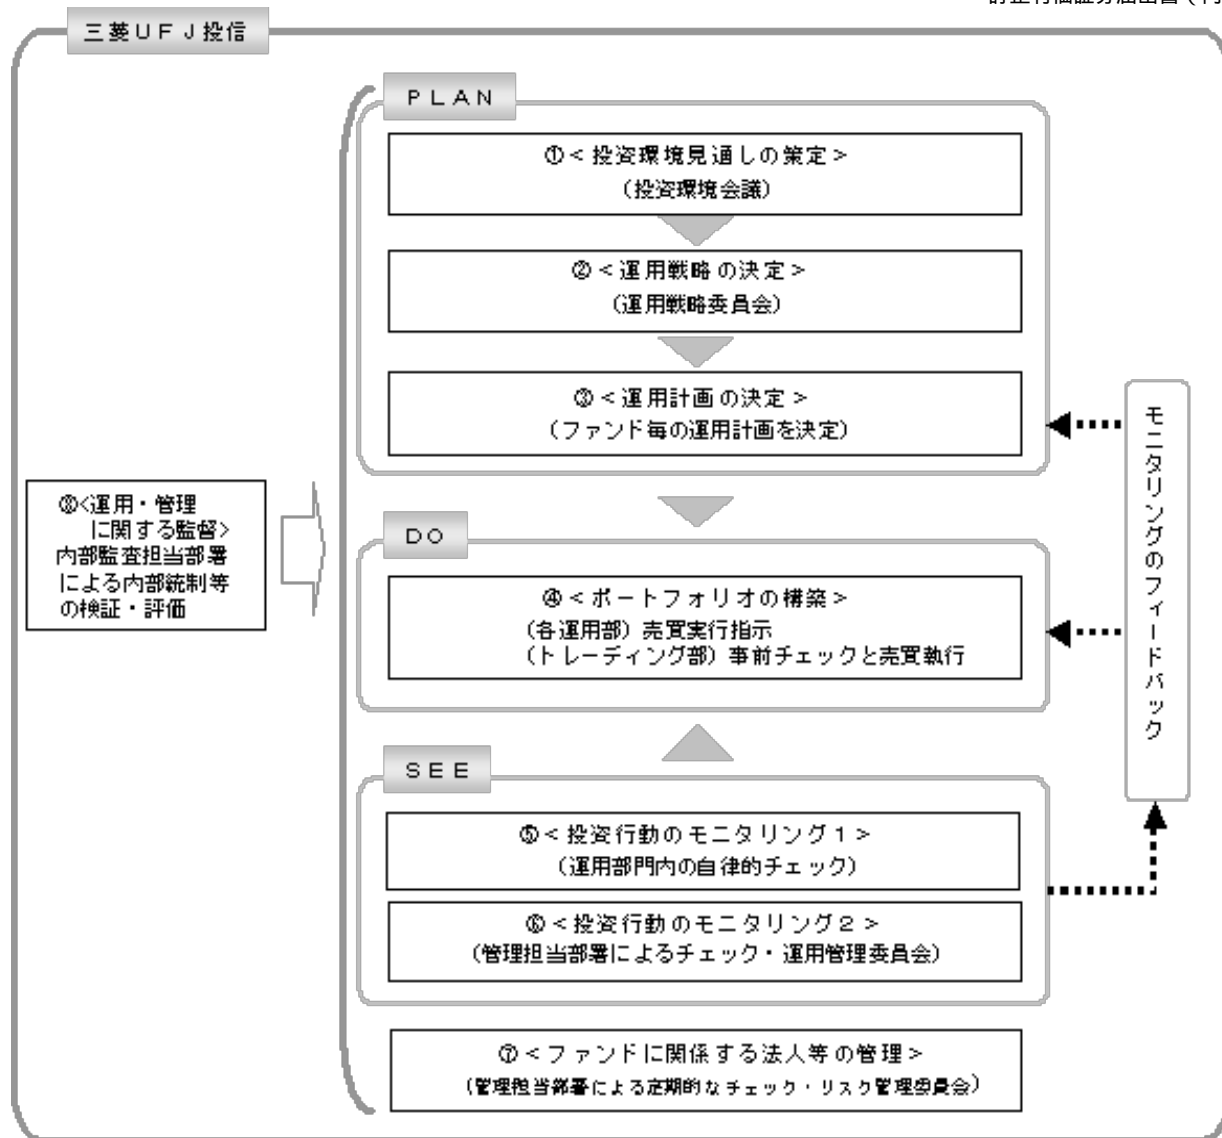 三菱ＵＦＪ投信
ＰＬＡＮ
①＜投資環境見通しの策定＞
（投資環境会議）
②＜運用戦略の決定＞
（運用戦略委員会）
③＜運用計画の決定＞
（ファンド毎の運用計画を決定）
⑧<運用・管理
に関する監督>
内部監査担当部署
による内部統制等
の検証・評価
ＤＯ
④＜ポートフォリオの構築＞
（各運用部）売買実行指示
（トレーディング部）事前チェックと売買執行
モニタリングのフィードバック
ＳＥＥ
⑤＜投資行動のモニタリング１＞
（運用部門内の自律的チェック）
⑥＜投資行動のモニタリング２＞
（管理担当部署によるチェック・運用管理委員会）
⑦＜ファンドに関係する法人等の管理＞
（管理担当部署による定期的なチェック・リスク管理委員会）